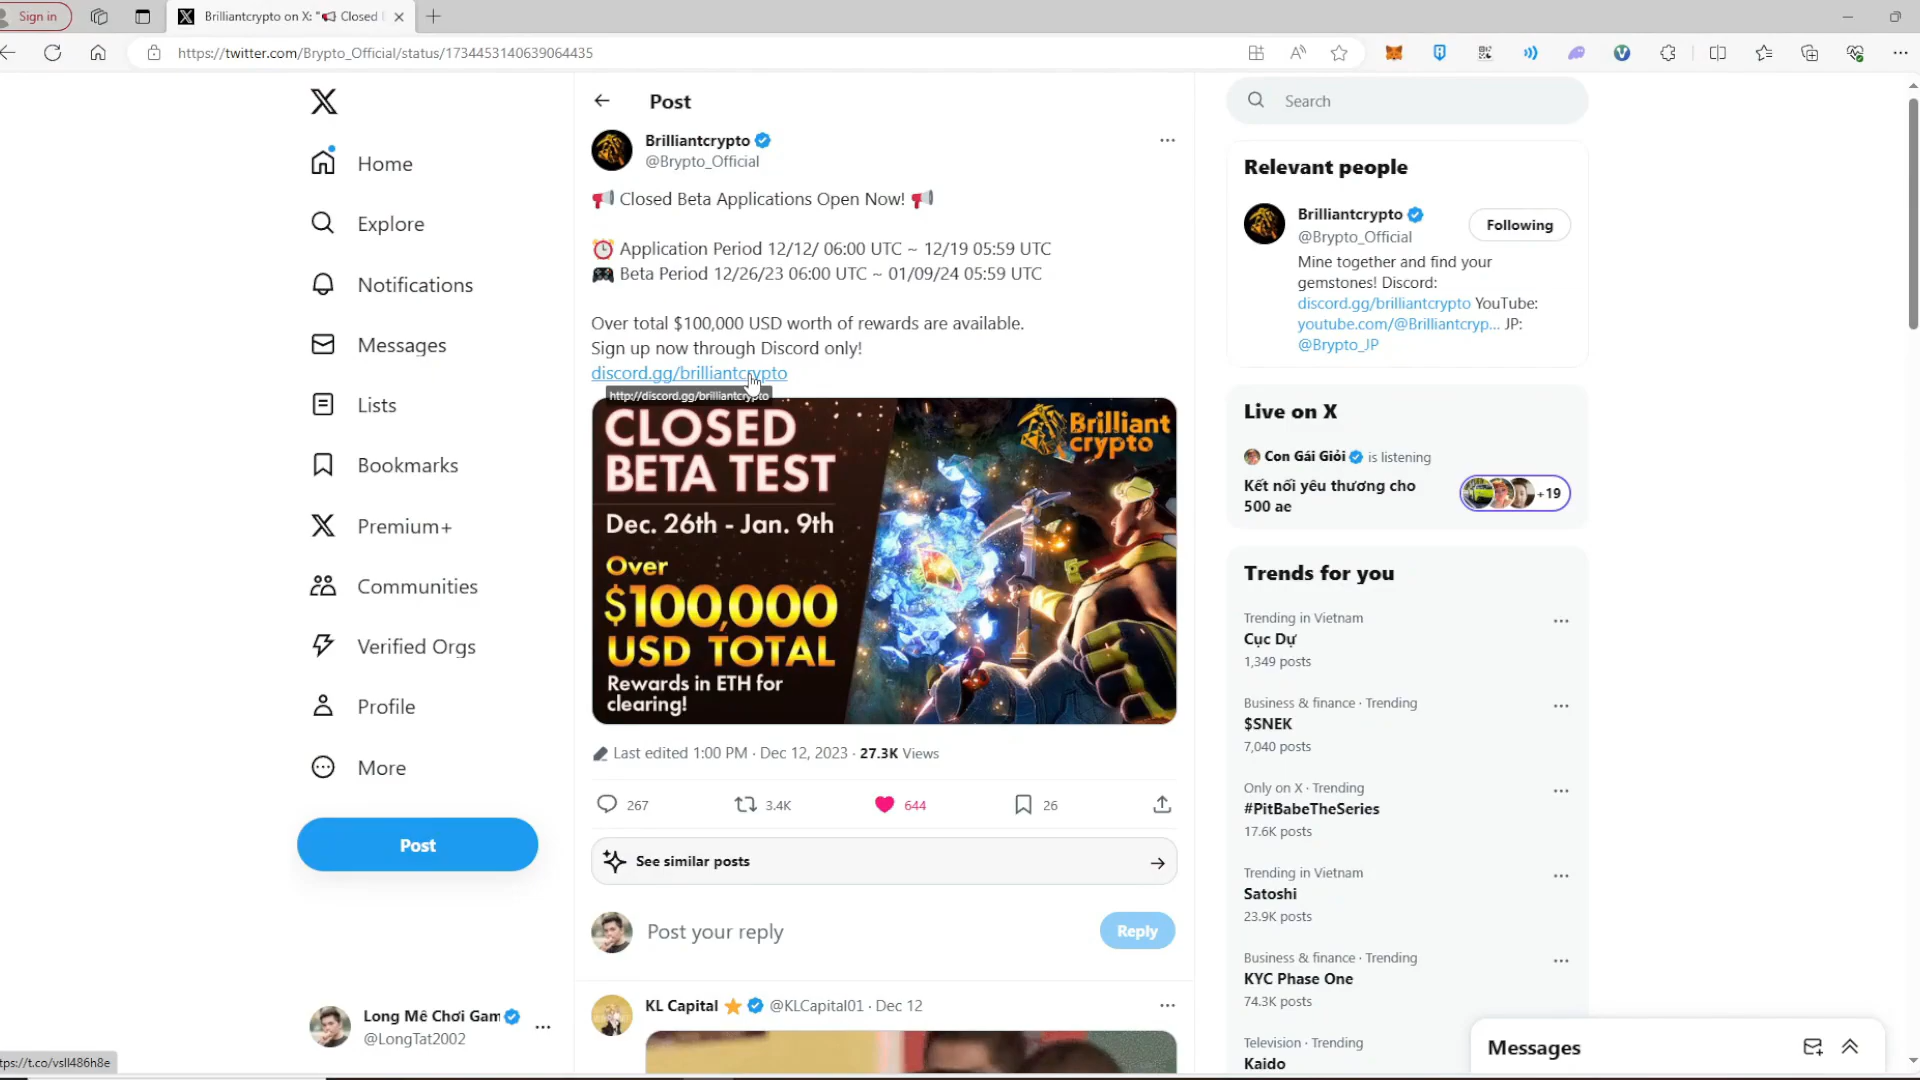 Sign in
Brilliantcrypto on X: "📢 Closed
https://twitter.com/Brypto_Official/status/1734453140639064435
Home
Explore
Notifications
Messages
Lists
Bookmarks
Premium+
Communities
Verified Orgs
Profile
More
Post
Long Mê Chơi Gam
@LongTat2002
tps://t.co/vsll486h8e
Post
Brilliantcrypto
@Brypto_Official
📢 Closed Beta Applications Open Now! 📢
⏰ Application Period 12/12/ 06:00 UTC ~ 12/19 05:59 UTC
🎮 Beta Period 12/26/23 06:00 UTC ~ 01/09/24 05:59 UTC
Over total $100,000 USD worth of rewards are available.
Sign up now through Discord only!
discord.gg/brilliantcrypto
http://discord.gg/brilliantcrypto
CLOSED
BETA TEST
Dec. 26th - Jan. 9th
Over
$100,000
USD TOTAL
Rewards in ETH for
clearing!
Brilliant
crypto
Last edited 1:00 PM · Dec 12, 2023 · 27.3K Views
267 3.4K 644 26
See similar posts
Post your reply
Reply
KL Capital ⭐ @KLCapital01 · Dec 12
Search
Relevant people
Brilliantcrypto
@Brypto_Official
Following
Mine together and find your
gemstones! Discord:
discord.gg/brilliantcrypto YouTube:
youtube.com/@Brilliantcryp... JP:
@Brypto_JP
Live on X
Con Gái Giỏi is listening
Kết nối yêu thương cho
500 ae
+19
Trends for you
Trending in Vietnam
Cục Dự
1,349 posts
Business & finance · Trending
$SNEK
7,040 posts
Only on X · Trending
#PitBabeTheSeries
17.6K posts
Trending in Vietnam
Satoshi
23.9K posts
Business & finance · Trending
KYC Phase One
74.3K posts
Television · Trending
Kaido
Messages